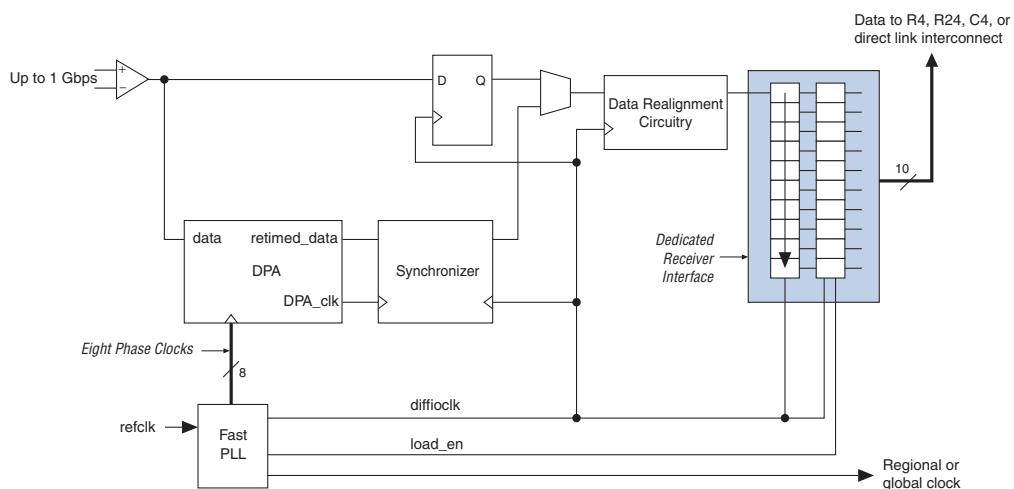 Data to R4, R24, C4, or
direct link interconnect
Up to 1 Gbps
+
−
D
Q
Data Realignment
Circuitry
10
data
retimed_data
DPA
DPA_clk
Synchronizer
Dedicated
Receiver
Interface
Eight Phase Clocks
8
refclk
Fast
PLL
diffioclk
load_en
Regional or
global clock